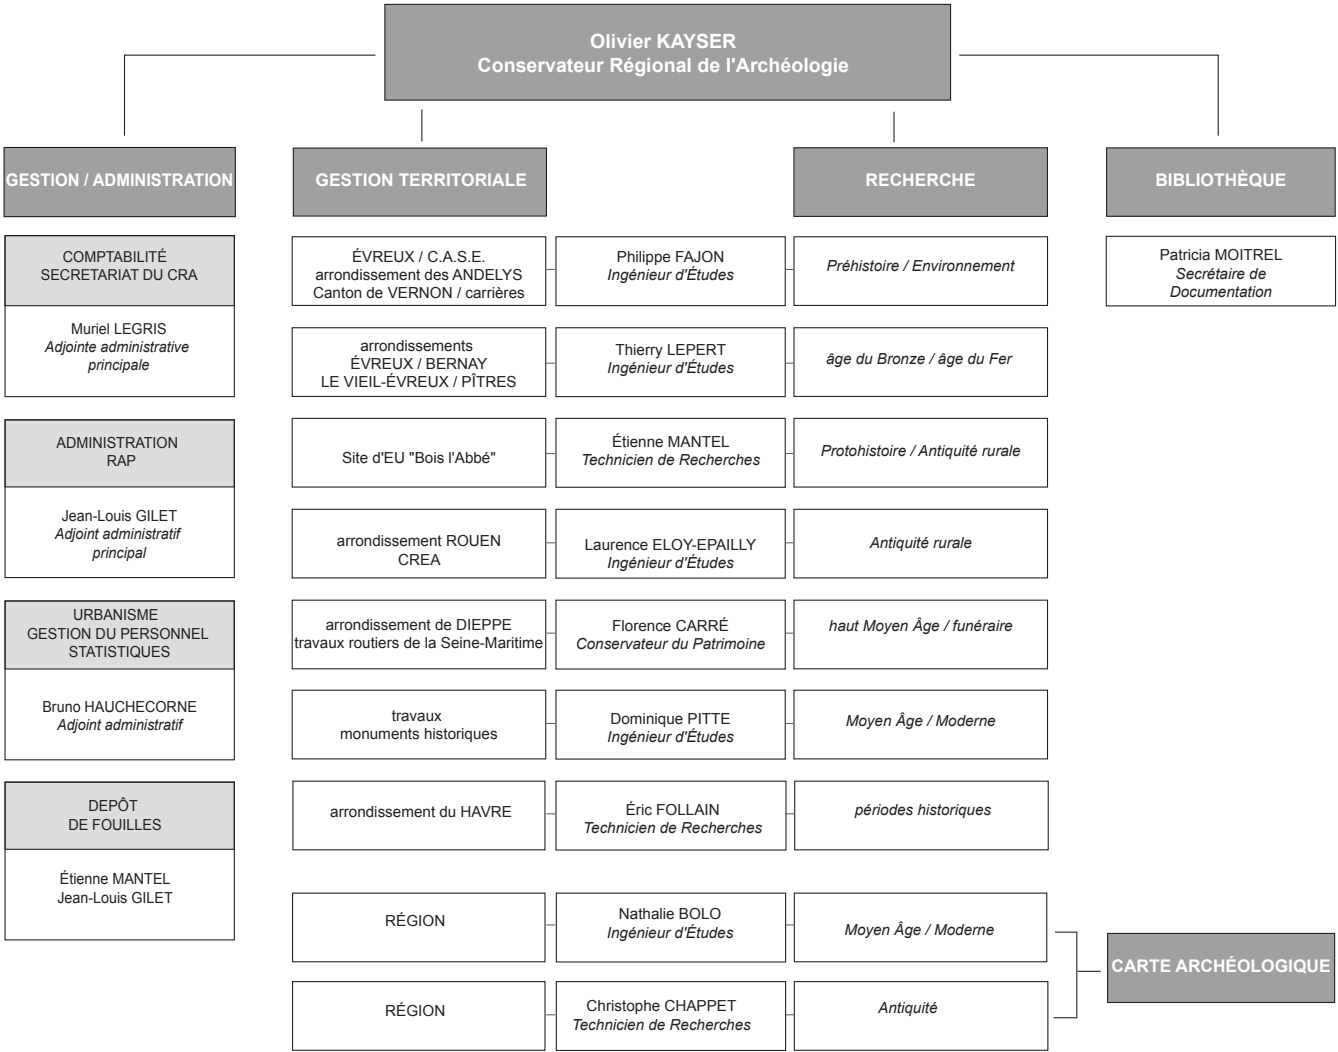 Olivier KAYSER
Conservateur Régional de l'Archéologie
GESTION / ADMINISTRATION
COMPTABILITÉ
SECRETARIAT DU CRA
Muriel LEGRIS
Adjointe administrative
principale
ADMINISTRATION
RAP
Jean-Louis GILET
Adjoint administratif
principal
URBANISME
GESTION DU PERSONNEL
STATISTIQUES
Bruno HAUCHECORNE
Adjoint administratif
DEPÔT
DE FOUILLES
Étienne MANTEL
Jean-Louis GILET
GESTION TERRITORIALE
RECHERCHE
ÉVREUX / C.A.S.E.
arrondissement des ANDELYS
Canton de VERNON / carrières
Philippe FAJON
Ingénieur d'Études
Préhistoire / Environnement
arrondissements
ÉVREUX / BERNAY
LE VIEIL-ÉVREUX / PÎTRES
Thierry LEPERT
Ingénieur d'Études
âge du Bronze / âge du Fer
Site d'EU "Bois l'Abbé"
Étienne MANTEL
Technicien de Recherches
Protohistoire / Antiquité rurale
arrondissement ROUEN
CREA
Laurence ELOY-EPAILLY
Ingénieur d'Études
Antiquité rurale
arrondissement de DIEPPE
travaux routiers de la Seine-Maritime
Florence CARRÉ
Conservateur du Patrimoine
haut Moyen Âge / funéraire
travaux
monuments historiques
Dominique PITTE
Ingénieur d'Études
Moyen Âge / Moderne
arrondissement du HAVRE
Éric FOLLAIN
Technicien de Recherches
périodes historiques
RÉGION
Nathalie BOLO
Ingénieur d'Études
Moyen Âge / Moderne
RÉGION
Christophe CHAPPET
Technicien de Recherches
Antiquité
BIBLIOTHÈQUE
Patricia MOITREL
Secrétaire de
Documentation
CARTE ARCHÉOLOGIQUE